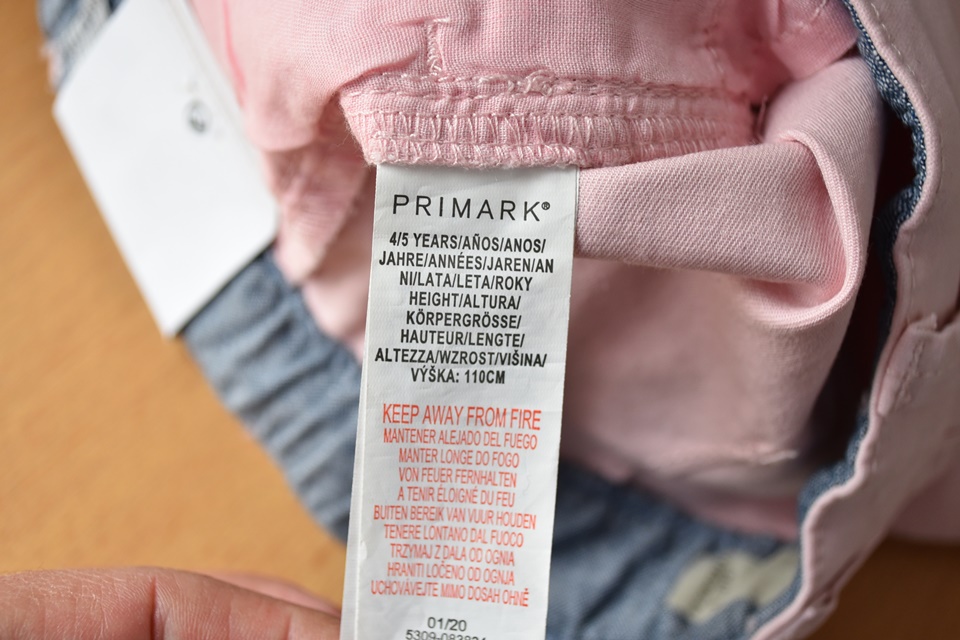 PRIMARK®
4/5 YEARS/AÑOS/ANOS/
JAHRE/ANNÉES/JAREN/AN
NI/LATA/LETA/ROKY
HEIGHT/ALTURA/
KÖRPERGRÖSSE/
HAUTEUR/LENGTE/
ALTEZZA/WZROST/VIŠINA/
VÝŠKA: 110CM
KEEP AWAY FROM FIRE
MANTENER ALEJADO DEL FUEGO
MANTER LONGE DO FOGO
VON FEUER FERNHALTEN
A TENIR ÉLOIGNÉ DU FEU
BUITEN BEREIK VAN VUUR HOUDEN
TENERE LONTANO DAL FUOCO
TRZYMAJ Z DALA OD OGNIA
HRANITI LOČENO OD OGNJA
UCHOVÁVEJTE MIMO DOSAH OHNĚ
01/20